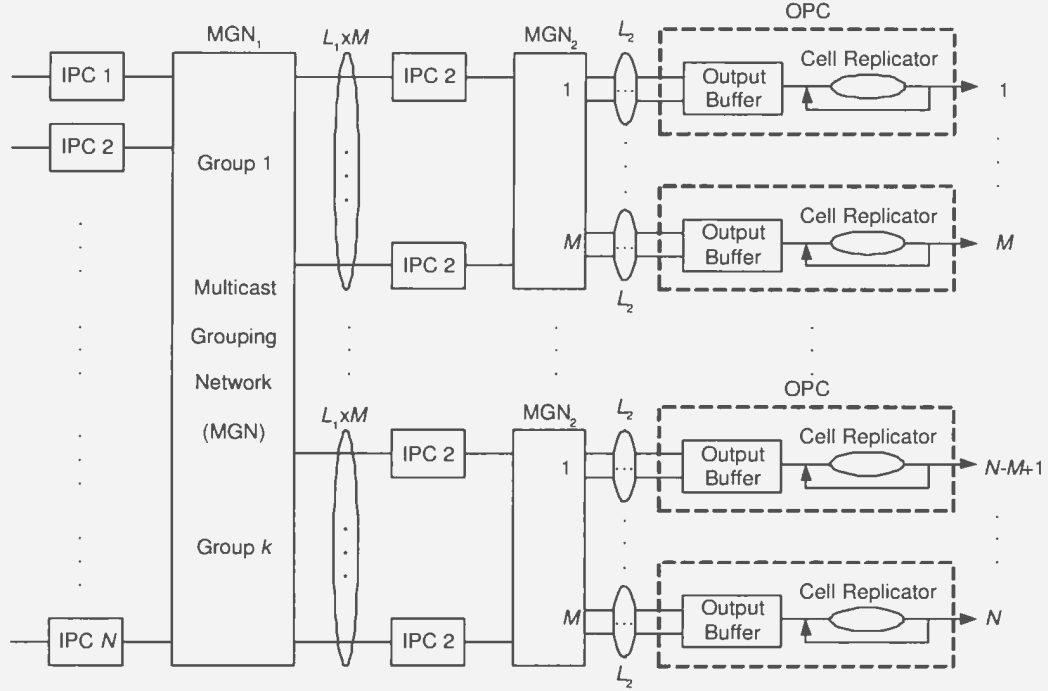 OPC
MGN₁
L₁xM
MGN₂
L₂
IPC 1
IPC 2
1
...
Output
Buffer
Cell Replicator
1
IPC 2
Group 1
IPC 2
M
L₂
...
Output
Buffer
Cell Replicator
M
Multicast
Grouping
Network
(MGN)
L₂
OPC
L₁xM
MGN₂
L₂
IPC 2
1
...
Output
Buffer
Cell Replicator
N-M+1
Group k
IPC N
IPC 2
M
...
Output
Buffer
Cell Replicator
N
L₂